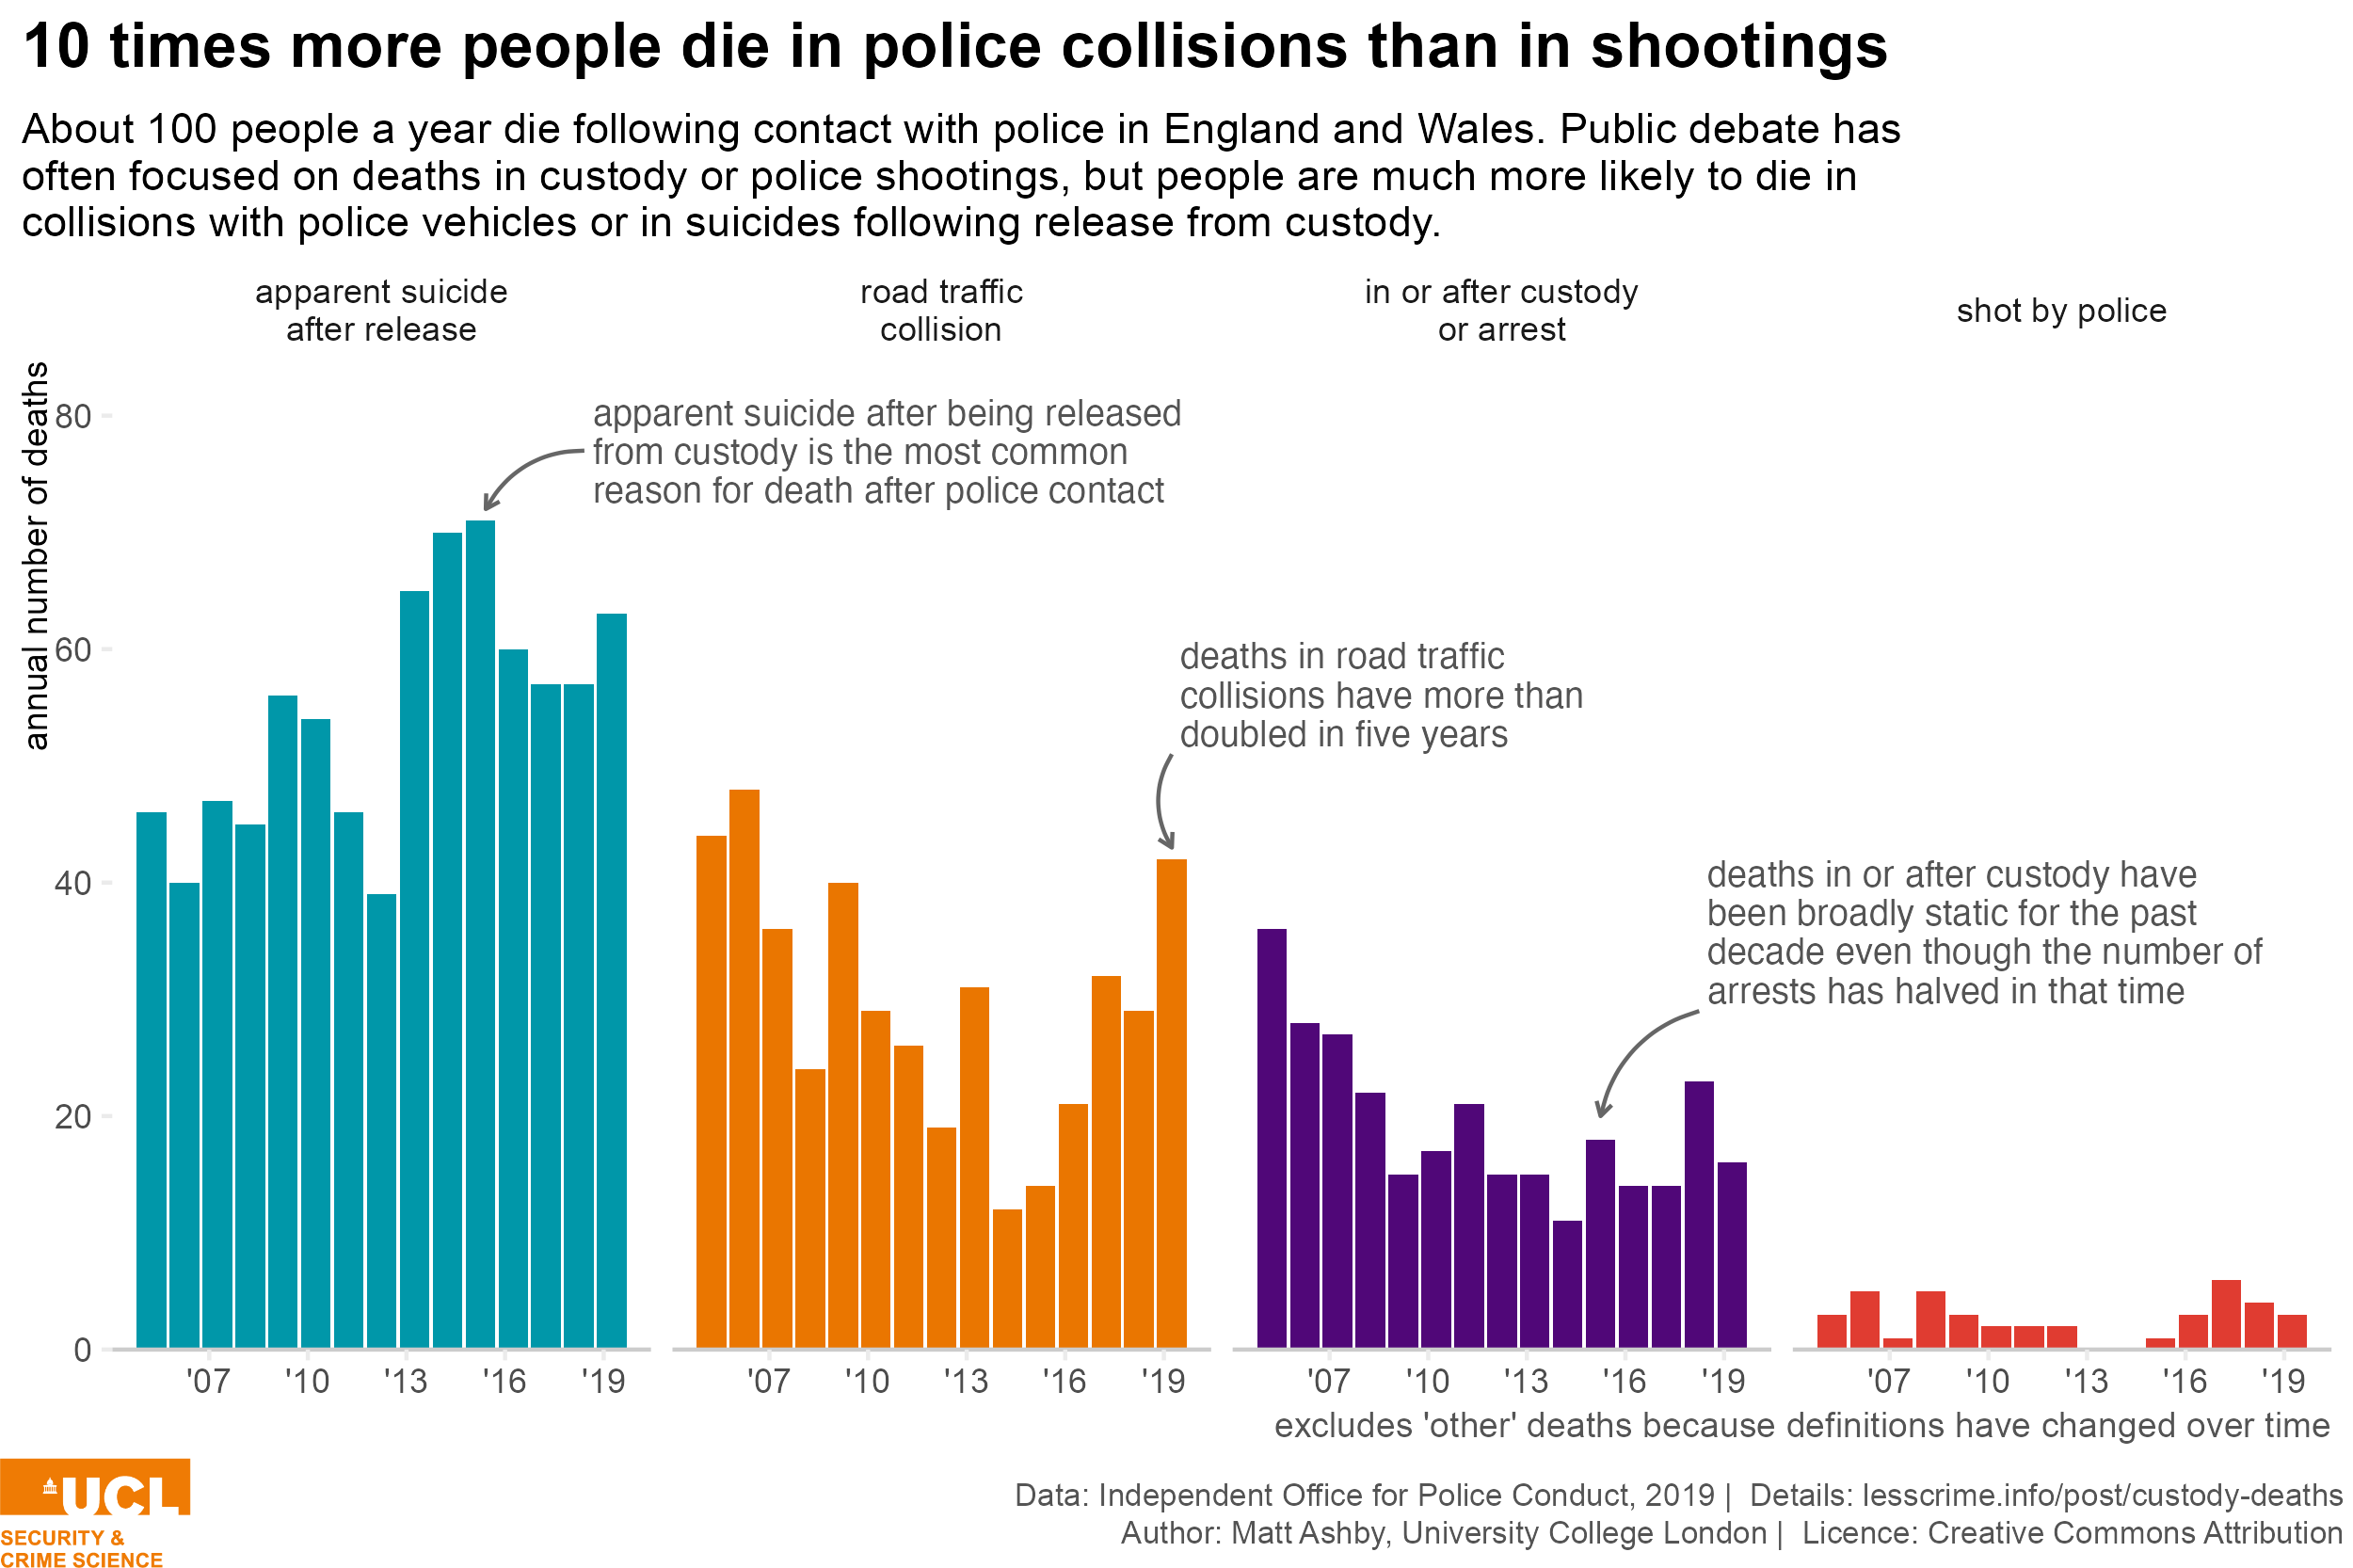 10 times more people die in police collisions than in shootings
About 100 people a year die following contact with police in England and Wales. Public debate has
often focused on deaths in custody or police shootings, but people are much more likely to die in
collisions with police vehicles or in suicides following release from custody.
apparent suicide
after release
road traffic
collision
in or after custody
or arrest
shot by police
annual number of deaths
80
60
40
20
0
apparent suicide after being released
from custody is the most common
reason for death after police contact
deaths in road traffic
collisions have more than
doubled in five years
deaths in or after custody have
been broadly static for the past
decade even though the number of
arrests has halved in that time
'07 '10 '13 '16 '19
'07 '10 '13 '16 '19
'07 '10 '13 '16 '19
'07 '10 '13 '16 '19
excludes 'other' deaths because definitions have changed over time
UCL
SECURITY &
CRIME SCIENCE
Data: Independent Office for Police Conduct, 2019 | Details: lesscrime.info/post/custody-deaths
Author: Matt Ashby, University College London | Licence: Creative Commons Attribution